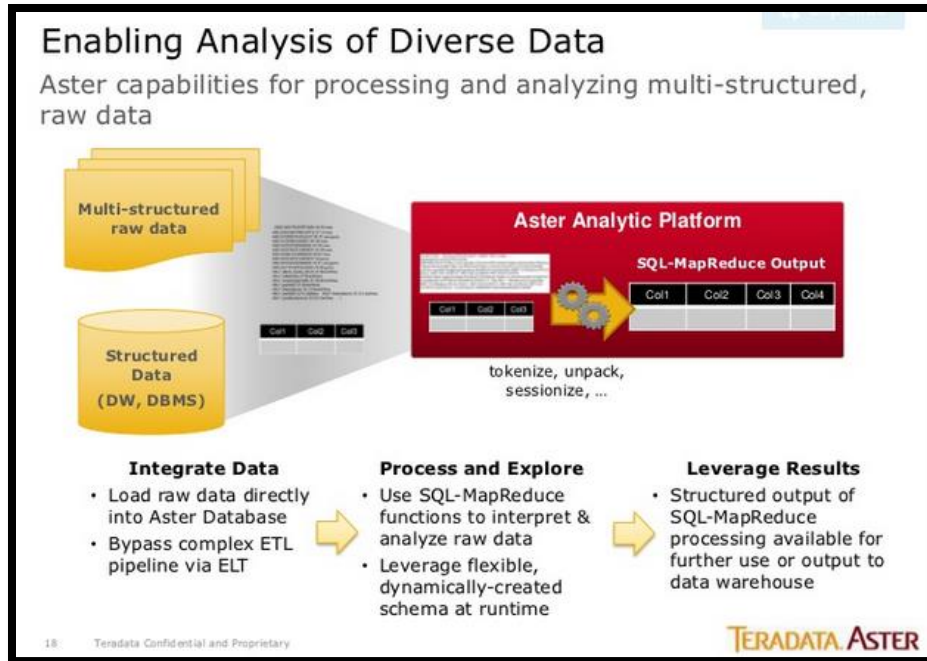 Enabling Analysis of Diverse Data
Aster capabilities for processing and analyzing multi-structured,
raw data
Multi-structured
raw data
Structured
Data
(DW, DBMS)
Col1 Col2 Col3
Aster Analytic Platform
SQL-MapReduce Output
Col1 Col2 Col3
Col1 Col2 Col3 Col4
tokenize, unpack,
sessionize, ...
Integrate Data
• Load raw data directly
into Aster Database
• Bypass complex ETL
pipeline via ELT
Process and Explore
• Use SQL-MapReduce
functions to interpret &
analyze raw data
• Leverage flexible,
dynamically-created
schema at runtime
Leverage Results
• Structured output of
SQL-MapReduce
processing available for
further use or output to
data warehouse
18 Teradata Confidential and Proprietary
TERADATA ASTER